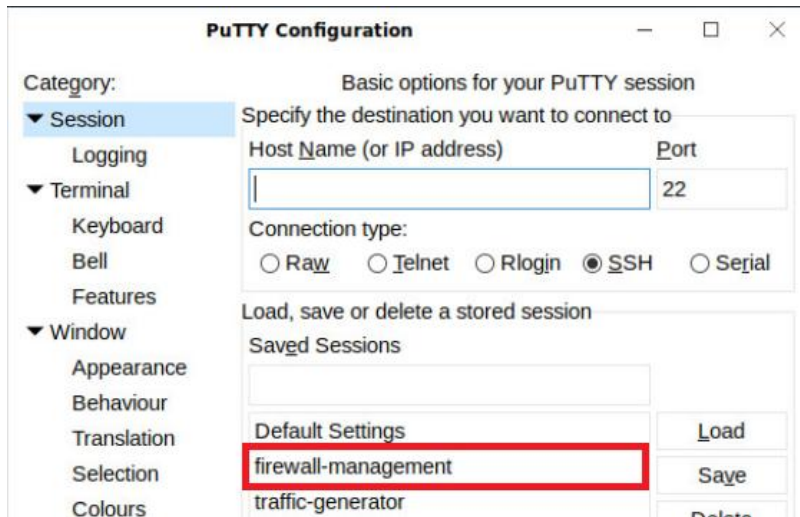 PuTTY Configuration
Category:
Session
Logging
Terminal
Keyboard
Bell
Features
Window
Appearance
Behaviour
Translation
Selection
Colours
Basic options for your PuTTY session
Specify the destination you want to connect to
Host Name (or IP address)
Port
22
Connection type:
Raw Telnet Rlogin SSH Serial
Load, save or delete a stored session
Saved Sessions
Default Settings
firewall-management
traffic-generator
Load
Save
Delete